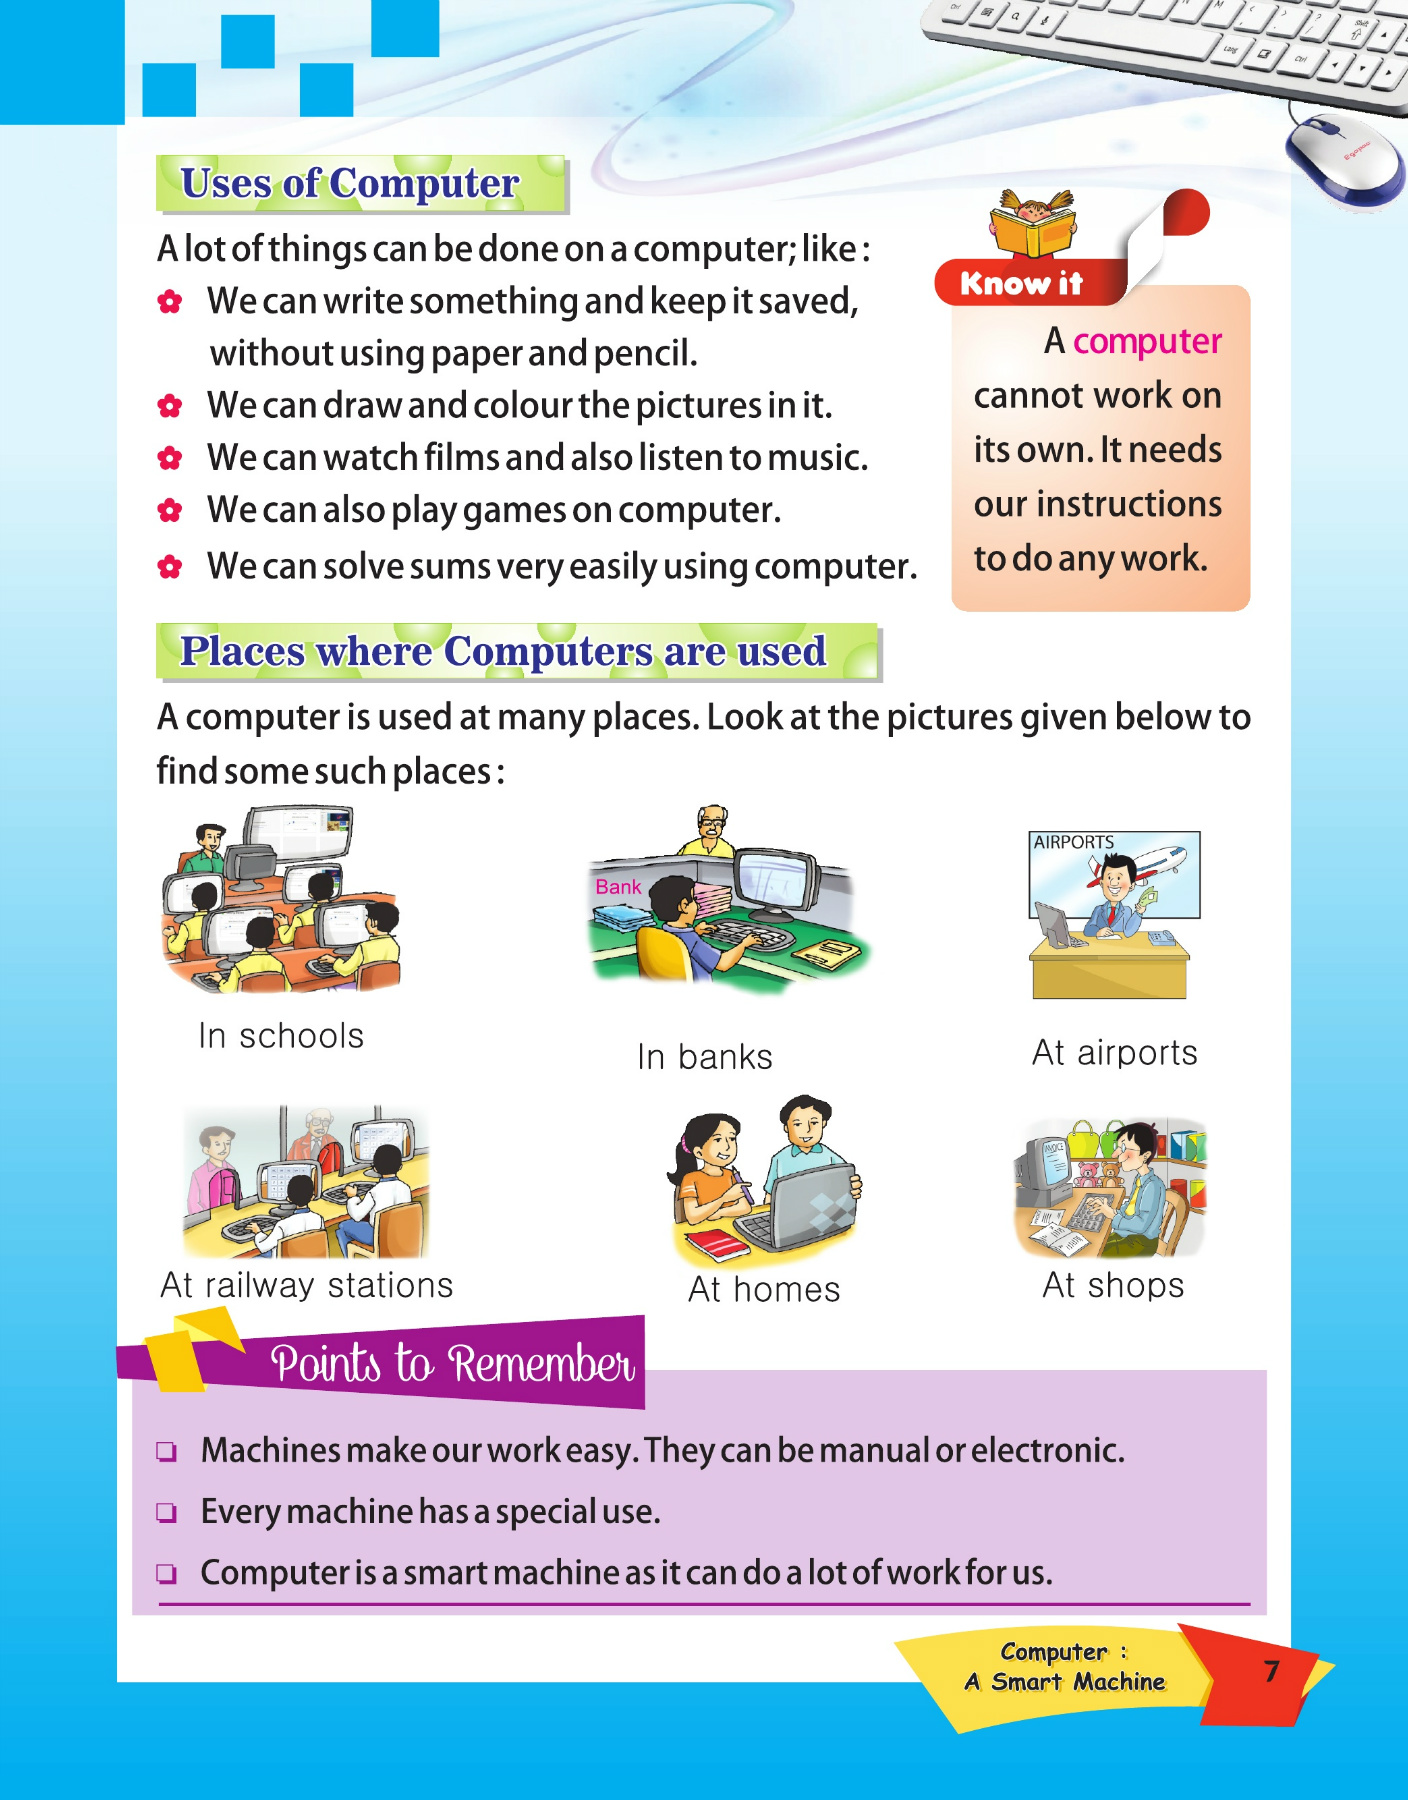 Uses of Computer
A lot of things can be done on a computer; like :
We can write something and keep it saved,
without using paper and pencil.
We can draw and colour the pictures in it.
We can watch films and also listen to music.
We can also play games on computer.
We can solve sums very easily using computer.
Know it
A computer
cannot work on
its own. It needs
our instructions
to do any work.
Places where Computers are used
A computer is used at many places. Look at the pictures given below to
find some such places :
Bank
AIRPORTS
In schools
In banks
At airports
INVOICE
At railway stations
At homes
At shops
Points to Remember
Machines make our work easy. They can be manual or electronic.
Every machine has a special use.
Computer is a smart machine as it can do a lot of work for us.
Computer :
A Smart Machine
7